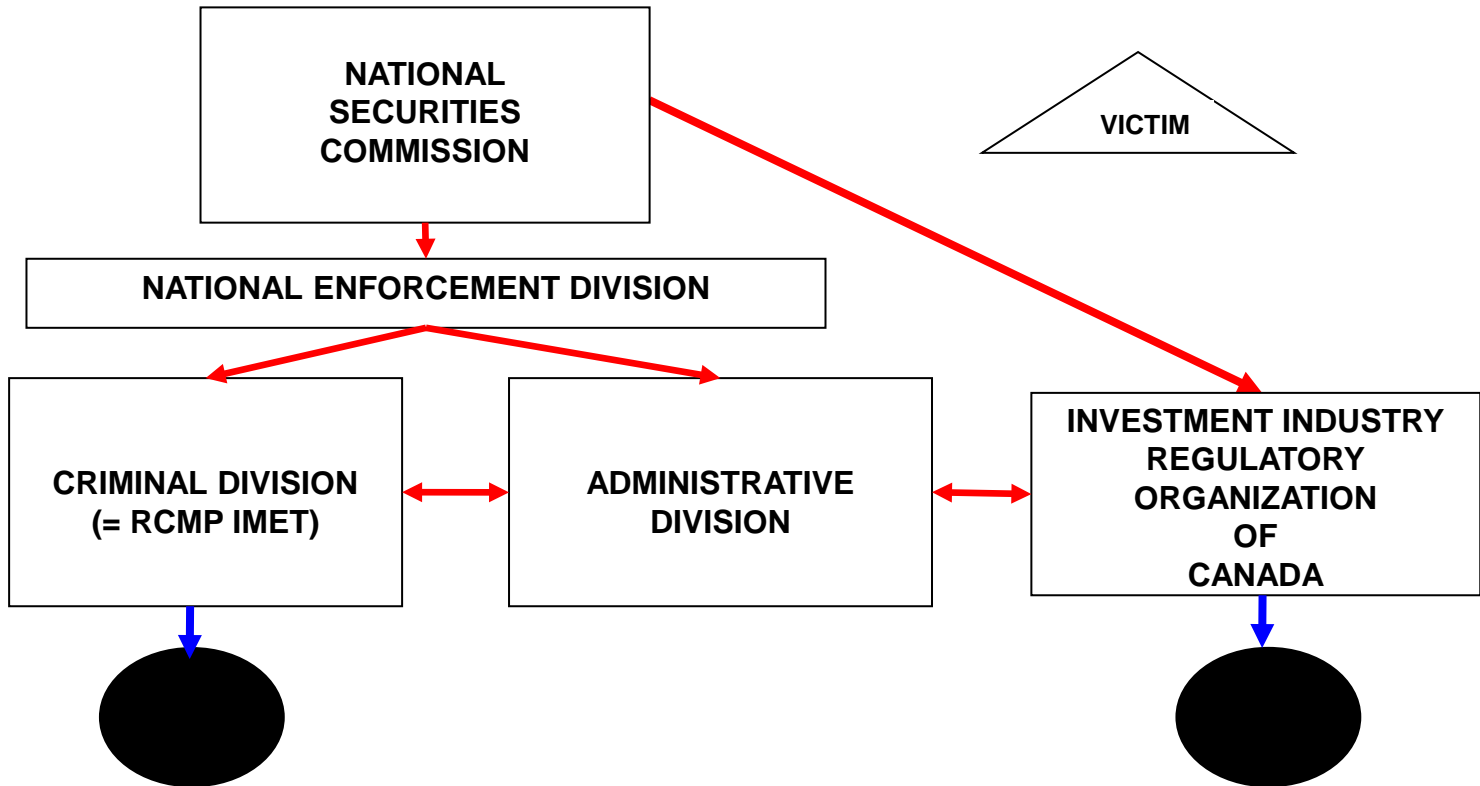 NATIONAL
SECURITIES
COMMISSION
VICTIM
NATIONAL ENFORCEMENT DIVISION
CRIMINAL DIVISION
(= RCMP IMET)
ADMINISTRATIVE
DIVISION
INVESTMENT INDUSTRY
REGULATORY
ORGANIZATION
OF
CANADA